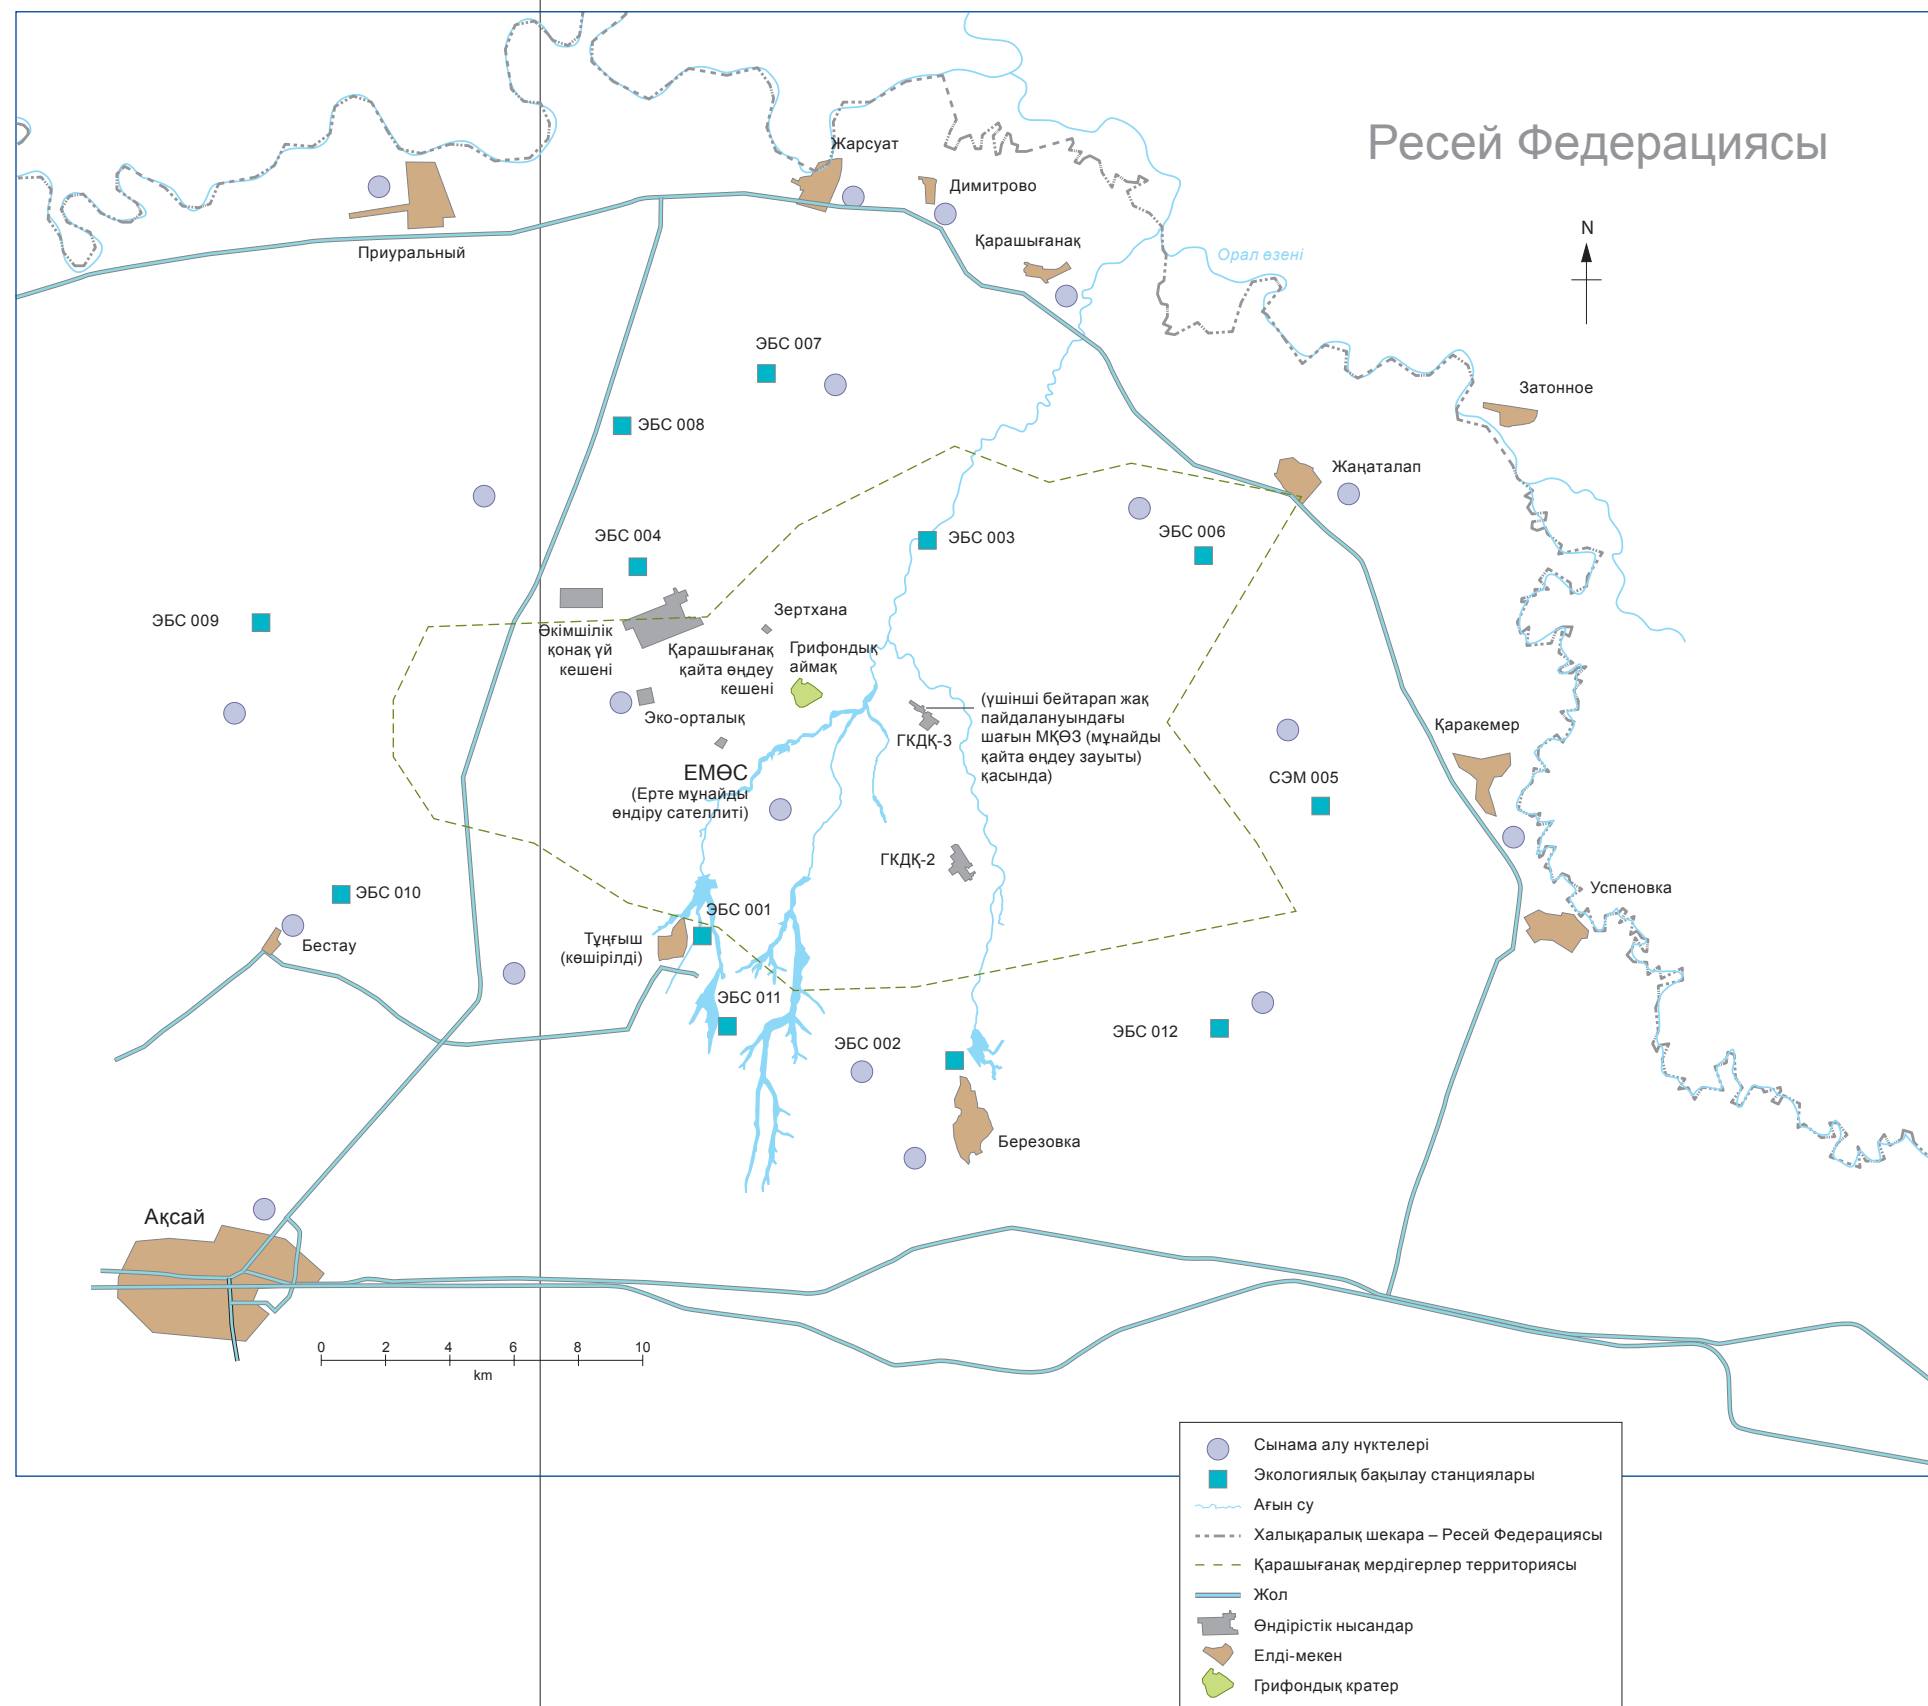 Ресей Федерациясы
Жарсуат
Димитрово
Приуральный
Қарашығанақ
Орал өзені
N
ЭБС 007
ЭБС 008
Затонное
Жаңаталап
ЭБС 004
ЭБС 003
ЭБС 006
ЭБС 009
Әкімшілік
қонақ үй
кешені
Зертхана
Қарашығанақ
қайта өңдеу
кешені
Грифондық
аймақ
Эко-орталық
ГКДҚ-3
(үшінші бейтарап жақ
пайдалануындағы
шағын МҚӨЗ (мұнайды
қайта өңдеу зауыты)
қасында)
Қаракемер
ЕМӨС
(Ерте мұнайды
өндіру сателлиті)
СЭМ 005
ГКДҚ-2
ЭБС 010
Бестау
ЭБС 001
Тұңғыш
(көшірілді)
Успеновка
ЭБС 011
ЭБС 002
ЭБС 012
Березовка
Ақсай
0 2 4 6 8 10
km
Сынама алу нүктелері
Экологиялық бақылау станциялары
Ағын су
Халықаралық шекара – Ресей Федерациясы
Қарашығанақ мердігерлер территориясы
Жол
Өндірістік нысандар
Елді-мекен
Грифондық кратер